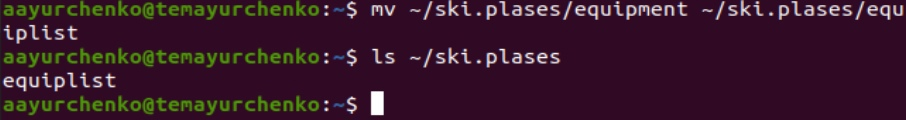 aayurchenko@temayurchenko:~$ mv ~/ski.plases/equipment ~/ski.plases/equ
iplist
aayurchenko@temayurchenko:~$ ls ~/ski.plases
equiplist
aayurchenko@temayurchenko:~$